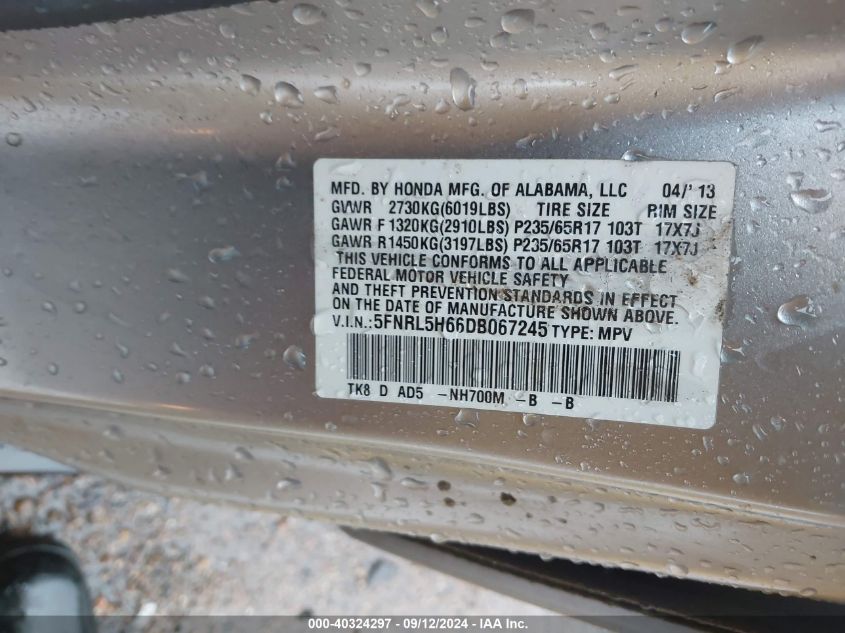 MFD. BY HONDA MFG. OF ALABAMA, LLC 04/'13
GVWR 2730KG(6019LBS) TIRE SIZE RIM SIZE
GAWR F 1320KG(2910LBS) P235/65R17 103T 17X7J
GAWR R1450KG(3197LBS) P235/65R17 103T 17X7J
THIS VEHICLE CONFORMS TO ALL APPLICABLE
FEDERAL MOTOR VEHICLE SAFETY
AND THEFT PREVENTION STANDARDS IN EFFECT
ON THE DATE OF MANUFACTURE SHOWN ABOVE.
V.I.N.:5FNRL5H66DB067245 TYPE: MPV
TK8 D AD5 -NH700M -B -B
000-40324297 - 09/12/2024 - IAA Inc.